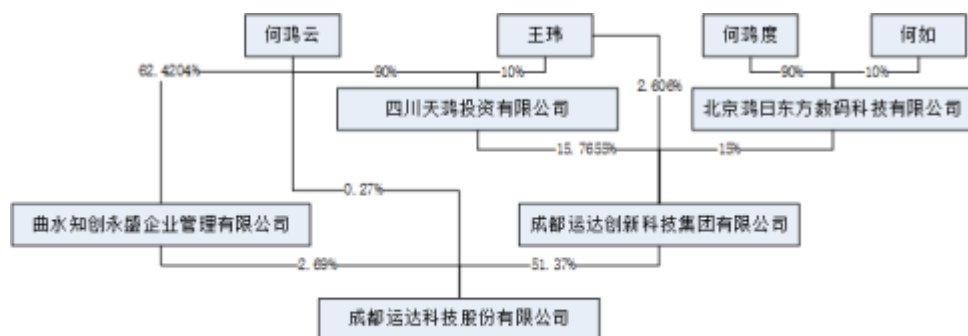 何鸿云
王玮
何鸿度
何如
62.4204%
90%
10%
2.606%
90%
10%
四川天鸿投资有限公司
北京鸿日东方数码科技有限公司
15.7655%
15%
0.27%
曲水知创永盛企业管理有限公司
成都运达创新科技集团有限公司
2.69%
51.37%
成都运达科技股份有限公司